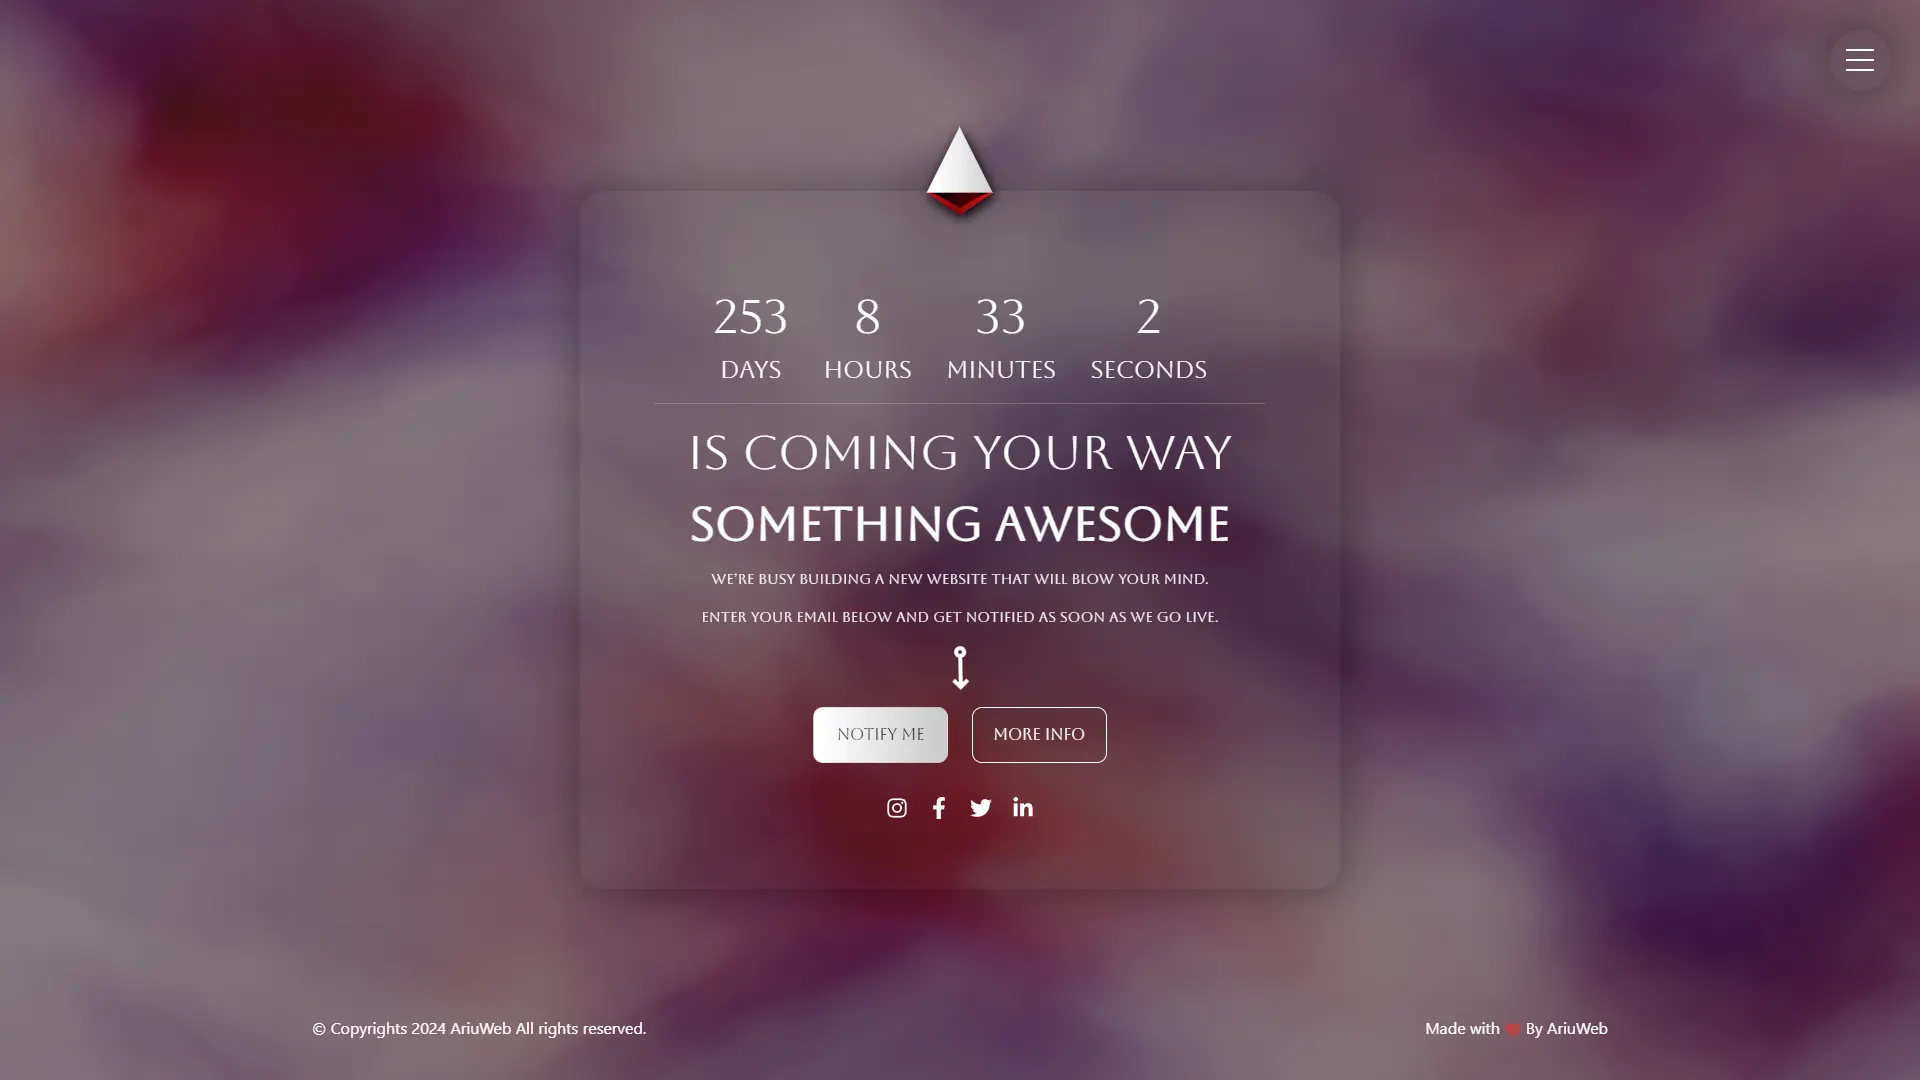 253 8 33 2
DAYS HOURS MINUTES SECONDS
IS COMING YOUR WAY
SOMETHING AWESOME
WE'RE BUSY BUILDING A NEW WEBSITE THAT WILL BLOW YOUR MIND.
ENTER YOUR EMAIL BELOW AND GET NOTIFIED AS SOON AS WE GO LIVE.
NOTIFY ME MORE INFO
© Copyrights 2024 AriuWeb All rights reserved. Made with ❤ By AriuWeb